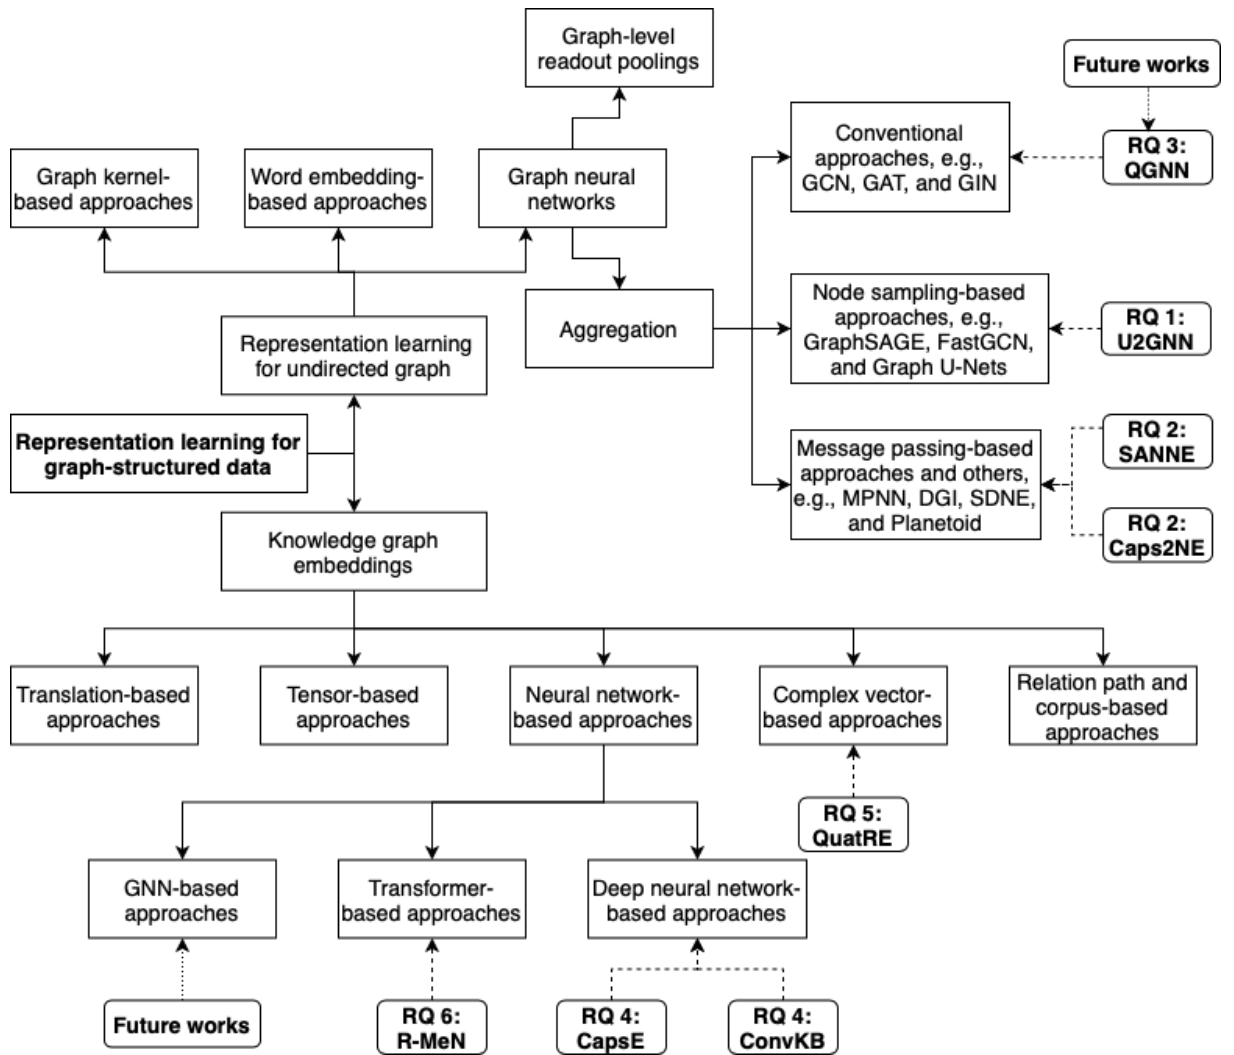 Graph-level
readout poolings
Future works
Conventional
approaches, e.g.,
GCN, GAT, and GIN
RQ 3:
QGNN
Graph kernel-
based approaches
Word embedding-
based approaches
Graph neural
networks
Node sampling-based
approaches, e.g.,
GraphSAGE, FastGCN,
and Graph U-Nets
RQ 1:
U2GNN
Aggregation
Representation learning
for undirected graph
Representation learning for
graph-structured data
Message passing-based
approaches and others,
e.g., MPNN, DGI, SDNE,
and Planetoid
RQ 2:
SANNE
RQ 2:
Caps2NE
Knowledge graph
embeddings
Translation-based
approaches
Tensor-based
approaches
Neural network-
based approaches
Complex vector-
based approaches
Relation path and
corpus-based
approaches
RQ 5:
QuatRE
GNN-based
approaches
Transformer-
based approaches
Deep neural network-
based approaches
Future works
RQ 6:
R-MeN
RQ 4:
CapsE
RQ 4:
ConvKB